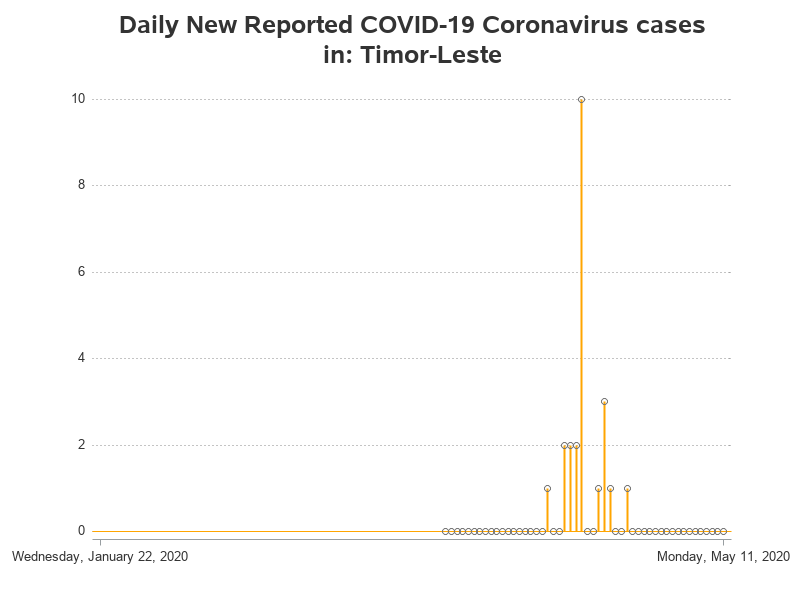 Daily New Reported COVID-19 Coronavirus cases
in: Timor-Leste
10
8
6
4
2
0
Wednesday, January 22, 2020
Monday, May 11, 2020